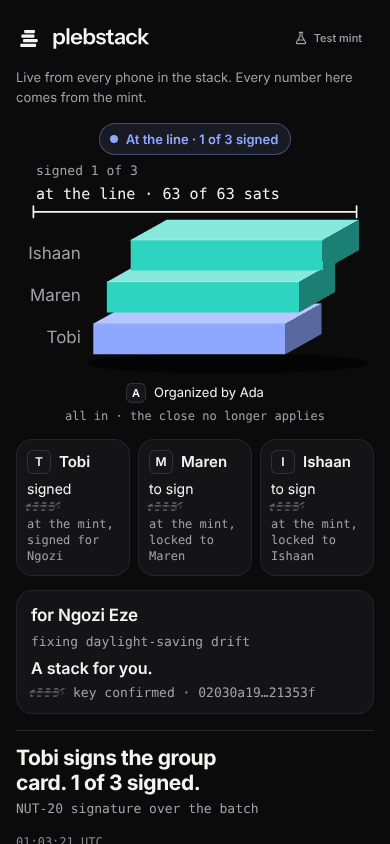 plebstack
Test mint
Live from every phone in the stack. Every number here
comes from the mint.
At the line · 1 of 3 signed
signed 1 of 3
at the line · 63 of 63 sats
Ishaan
Maren
Tobi
A Organized by Ada
all in · the close no longer applies
T Tobi
signed
at the mint,
signed for
Ngozi
M Maren
to sign
at the mint,
locked to
Maren
I Ishaan
to sign
at the mint,
locked to
Ishaan
for Ngozi Eze
fixing daylight-saving drift
A stack for you.
key confirmed · 02030a19…21353f
Tobi signs the group
card. 1 of 3 signed.
NUT-20 signature over the batch
01:03:21 UTC